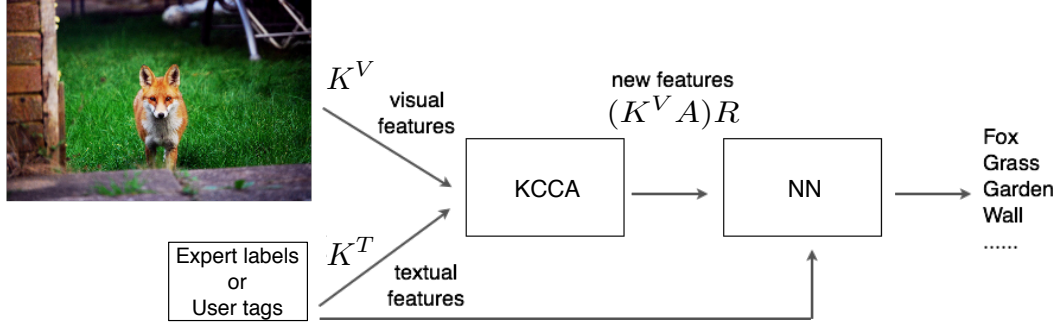 K^V
visual
features
new features
(K^V A)R
KCCA
NN
Fox
Grass
Garden
Wall
......
Expert labels
or
User tags
K^T
textual
features